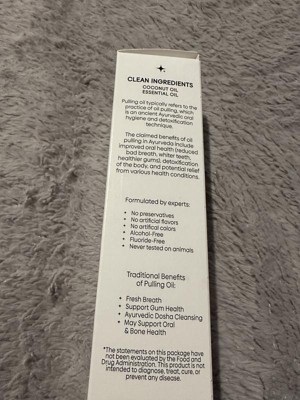 CLEAN INGREDIENTS
COCONUT OIL
ESSENTIAL OIL
Pulling oil typically refers to the
practice of oil pulling, which
is an ancient Ayurvedic oral
hygiene and detoxification
technique.
The claimed benefits of oil
pulling in Ayurveda include
improved oral health (reduced
bad breath, whiter teeth,
healthier gums), detoxification
of the body, and potential relief
from various health conditions.
Formulated by experts:
• No preservatives
• No artificial flavors
• No artifical colors
• Alcohol-Free
• Fluoride-Free
• Never tested on animals
Traditional Benefits
of Pulling Oil:
• Fresh Breath
• Support Gum Health
• Ayurvedic Dosha Cleansing
• May Support Oral
& Bone Health
*The statements on this package have
not been evaluated by the Food and
Drug Administration. This product is not
intended to diagnose, treat, cure, or
prevent any disease.